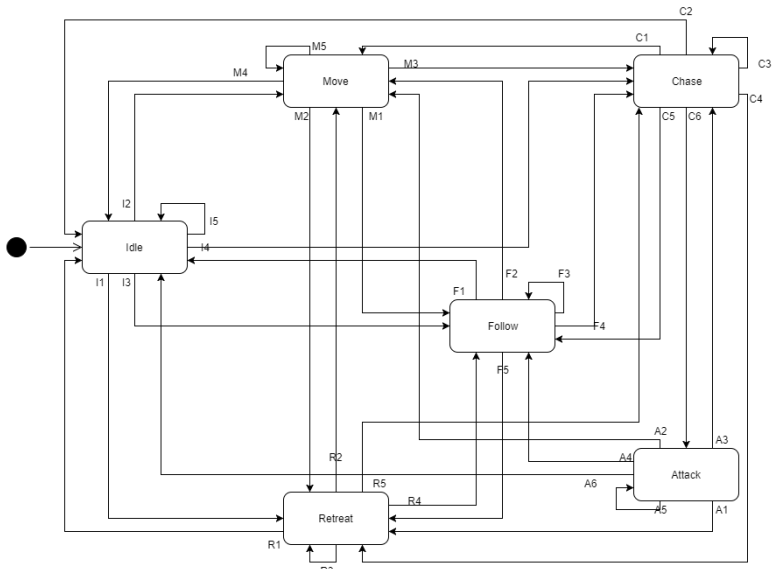 C2
C1
M5
Move
M3
Chase
C3
M4
C4
M2
M1
C5
C6
I2
I5
Idle
I4
I1
I3
F1
F2
F3
Follow
F4
F5
A2
A3
A4
R2
Attack
R5
A6
R4
A5
A1
Retreat
R1